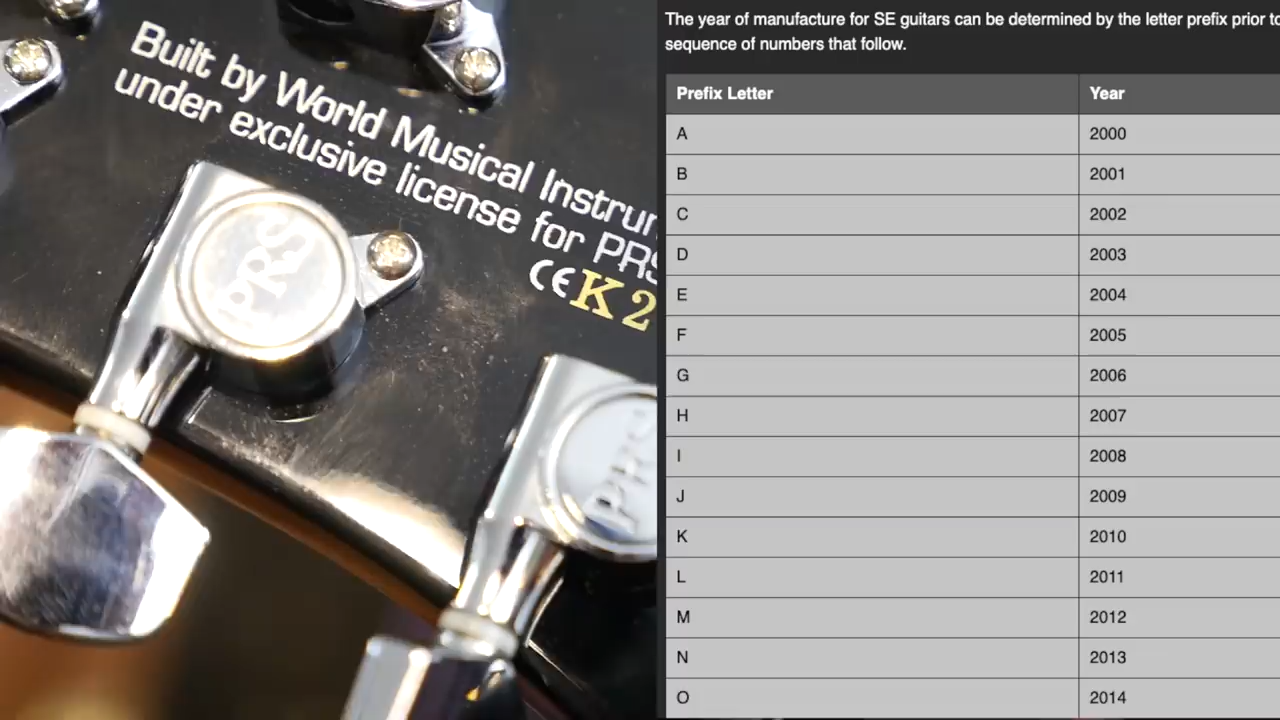 Built by World Musical Instrum
under exclusive license for PRS
CE K 2
PRS
PRS
The year of manufacture for SE guitars can be determined by the letter prefix prior to
sequence of numbers that follow.
Prefix Letter Year
A 2000
B 2001
C 2002
D 2003
E 2004
F 2005
G 2006
H 2007
I 2008
J 2009
K 2010
L 2011
M 2012
N 2013
O 2014